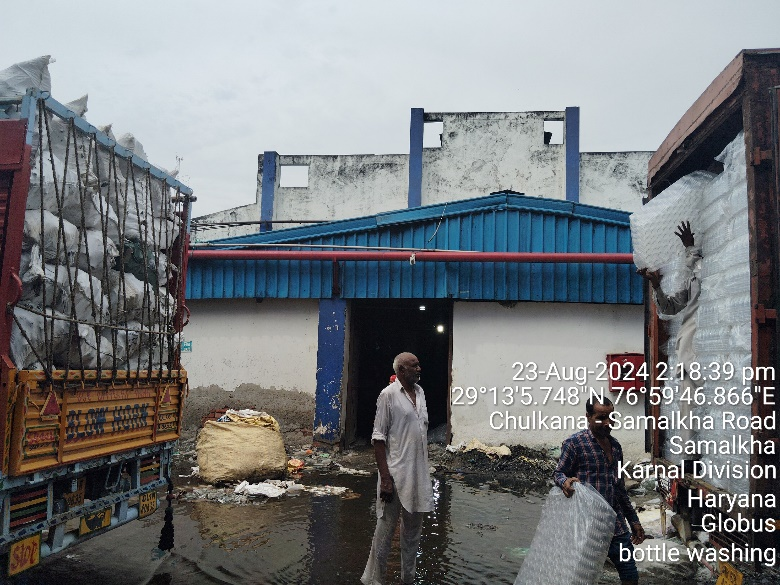 23-Aug-2024 2:18:39 pm
29°13'5.748"N 76°59'46.866"E
Chulkana - Samalkha Road
Samalkha
Karnal Division
Haryana
Globus
bottle washing
BLOW HORN
STOP